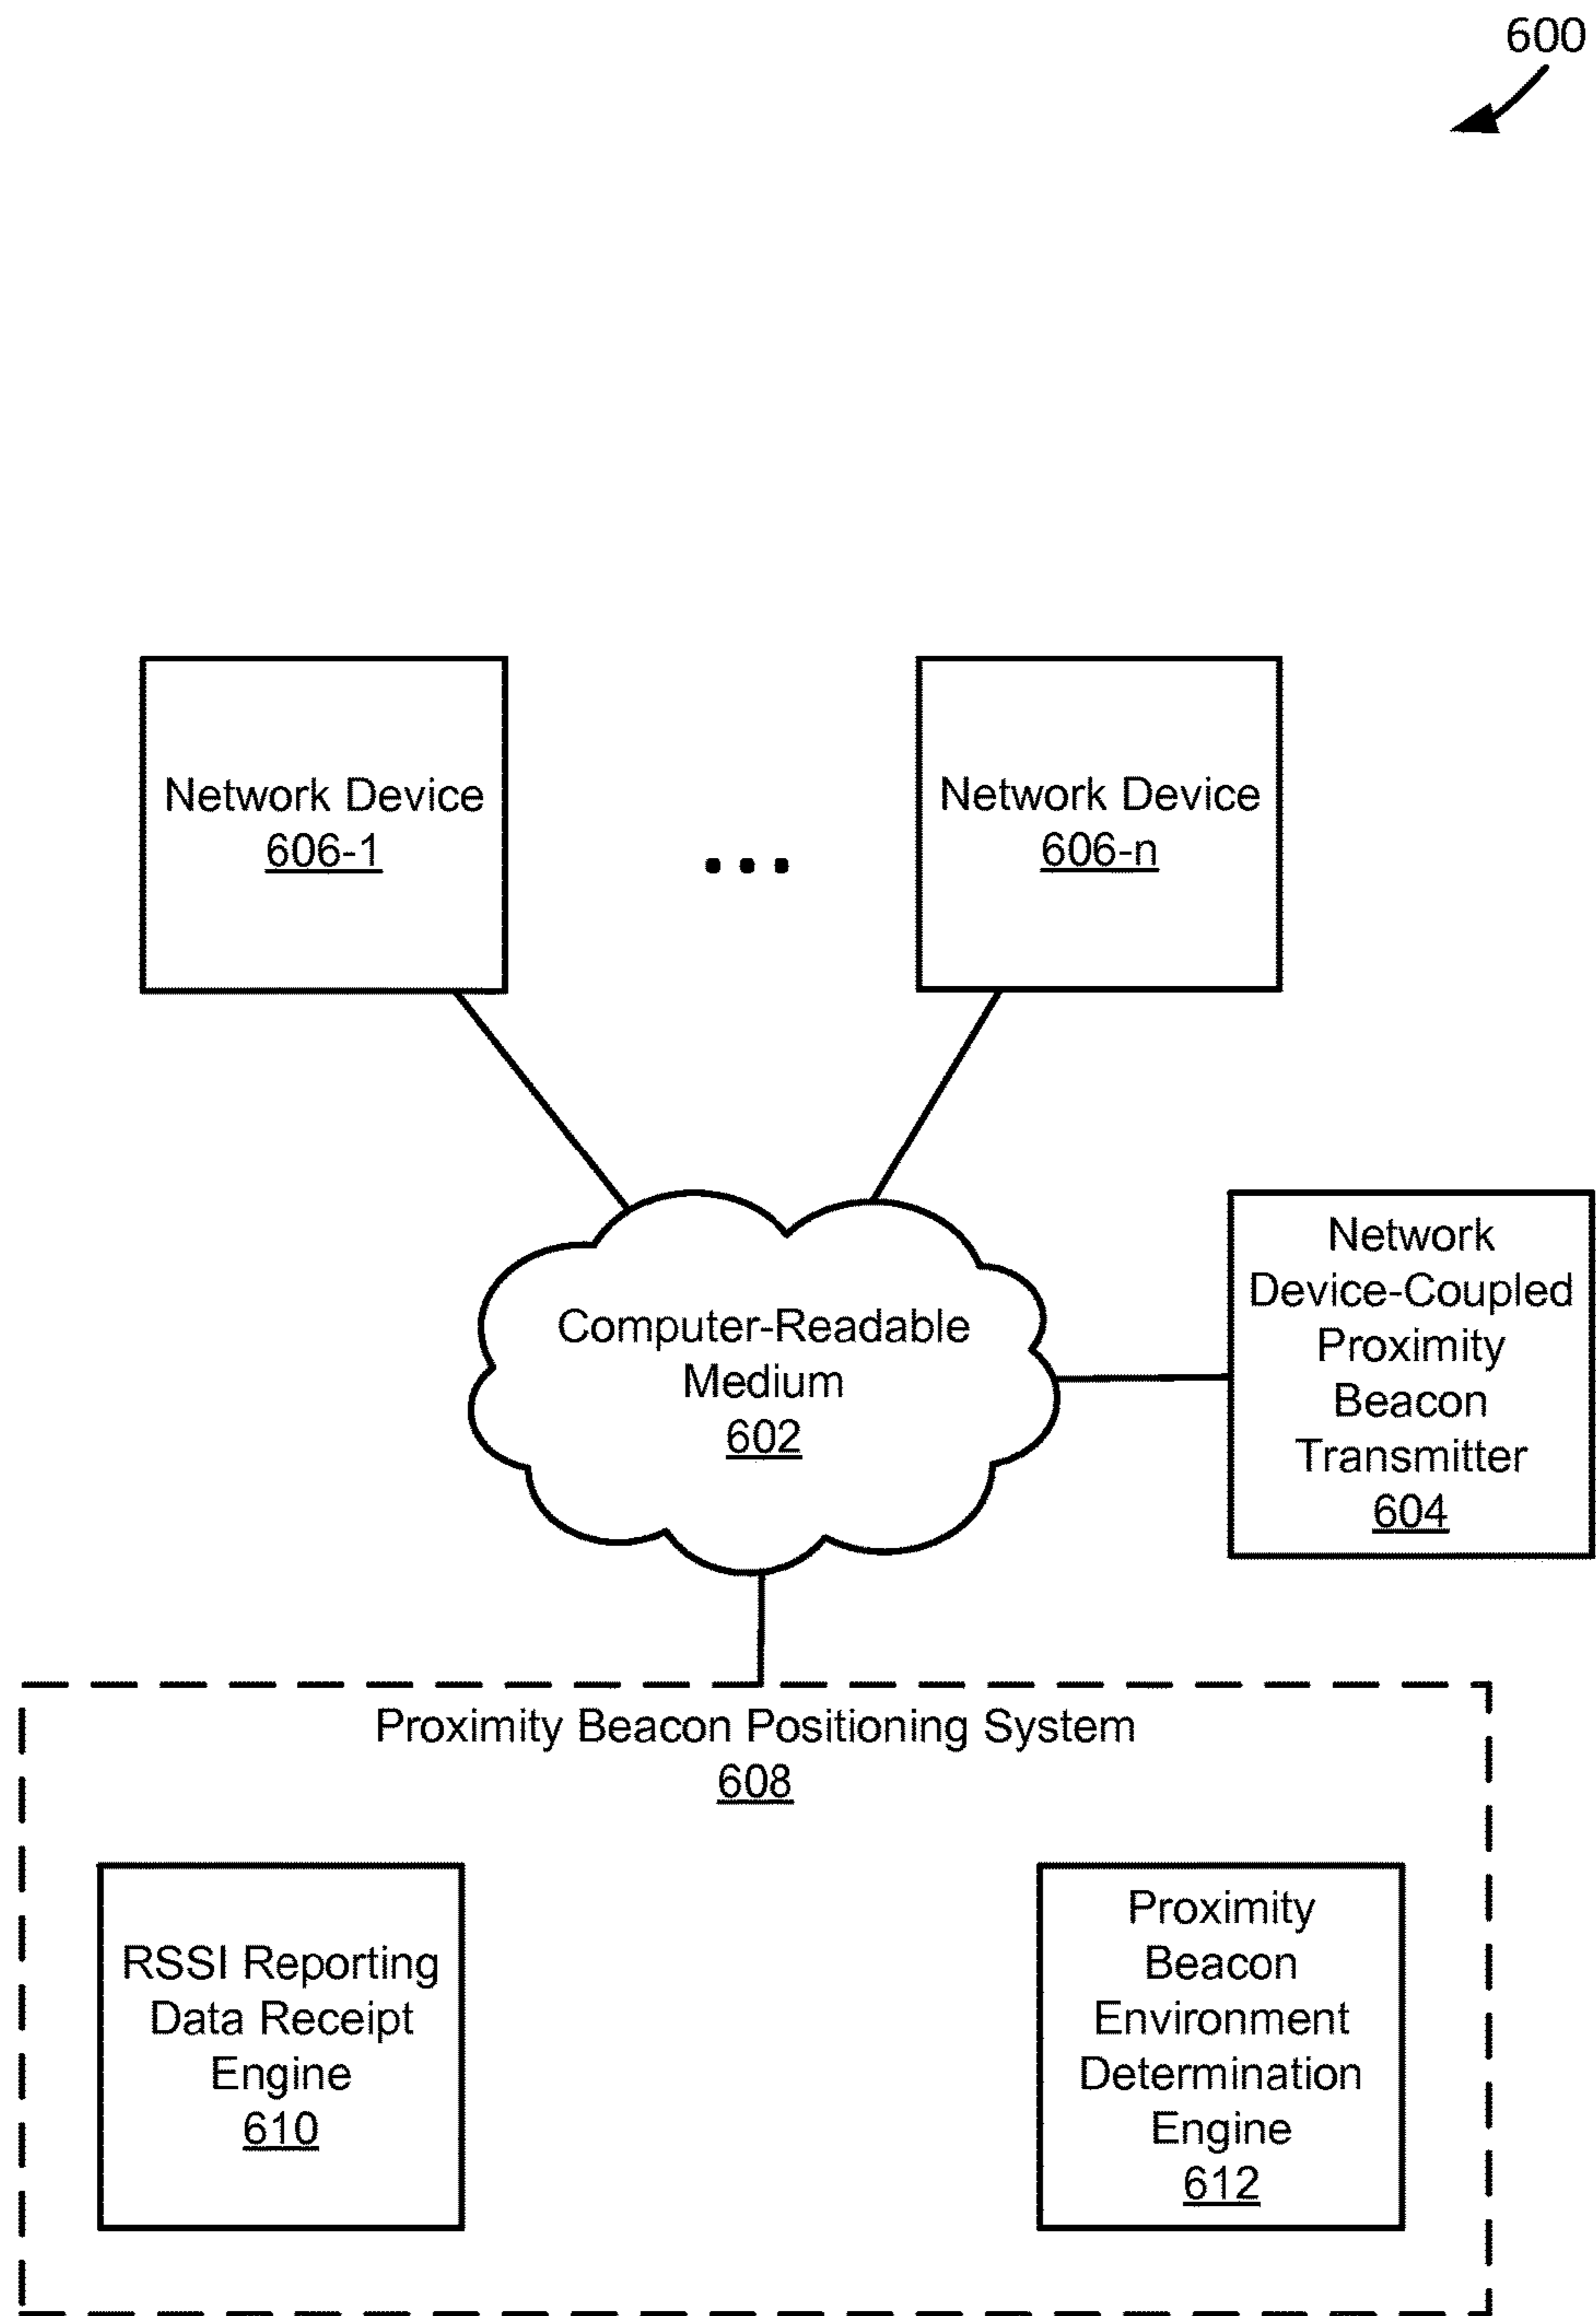 600
Network Device
606-1
...
Network Device
606-n
Computer-Readable
Medium
602
Network
Device-Coupled
Proximity
Beacon
Transmitter
604
Proximity Beacon Positioning System
608
RSSI Reporting
Data Receipt
Engine
610
Proximity
Beacon
Environment
Determination
Engine
612